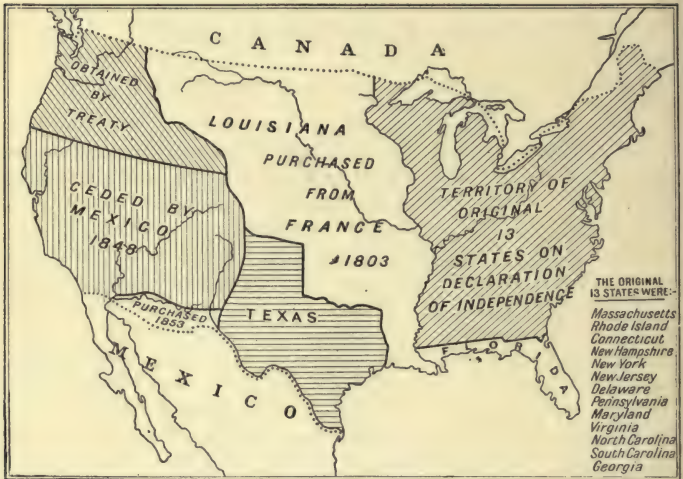 CANADA
OBTAINED
BY
TREATY
LOUISIANA
PURCHASED
FROM
FRANCE
1803
CEDED BY
MEXICO
1848
PURCHASED
1853
TEXAS
MEXICO
TERRITORY OF
ORIGINAL
13
STATES ON
DECLARATION
OF INDEPENDENCE
FLORIDA
THE ORIGINAL
13 STATES WERE:-
Massachusetts
Rhode Island
Connecticut
New Hampshire
New York
New Jersey
Delaware
Pennsylvania
Maryland
Virginia
North Carolina
South Carolina
Georgia